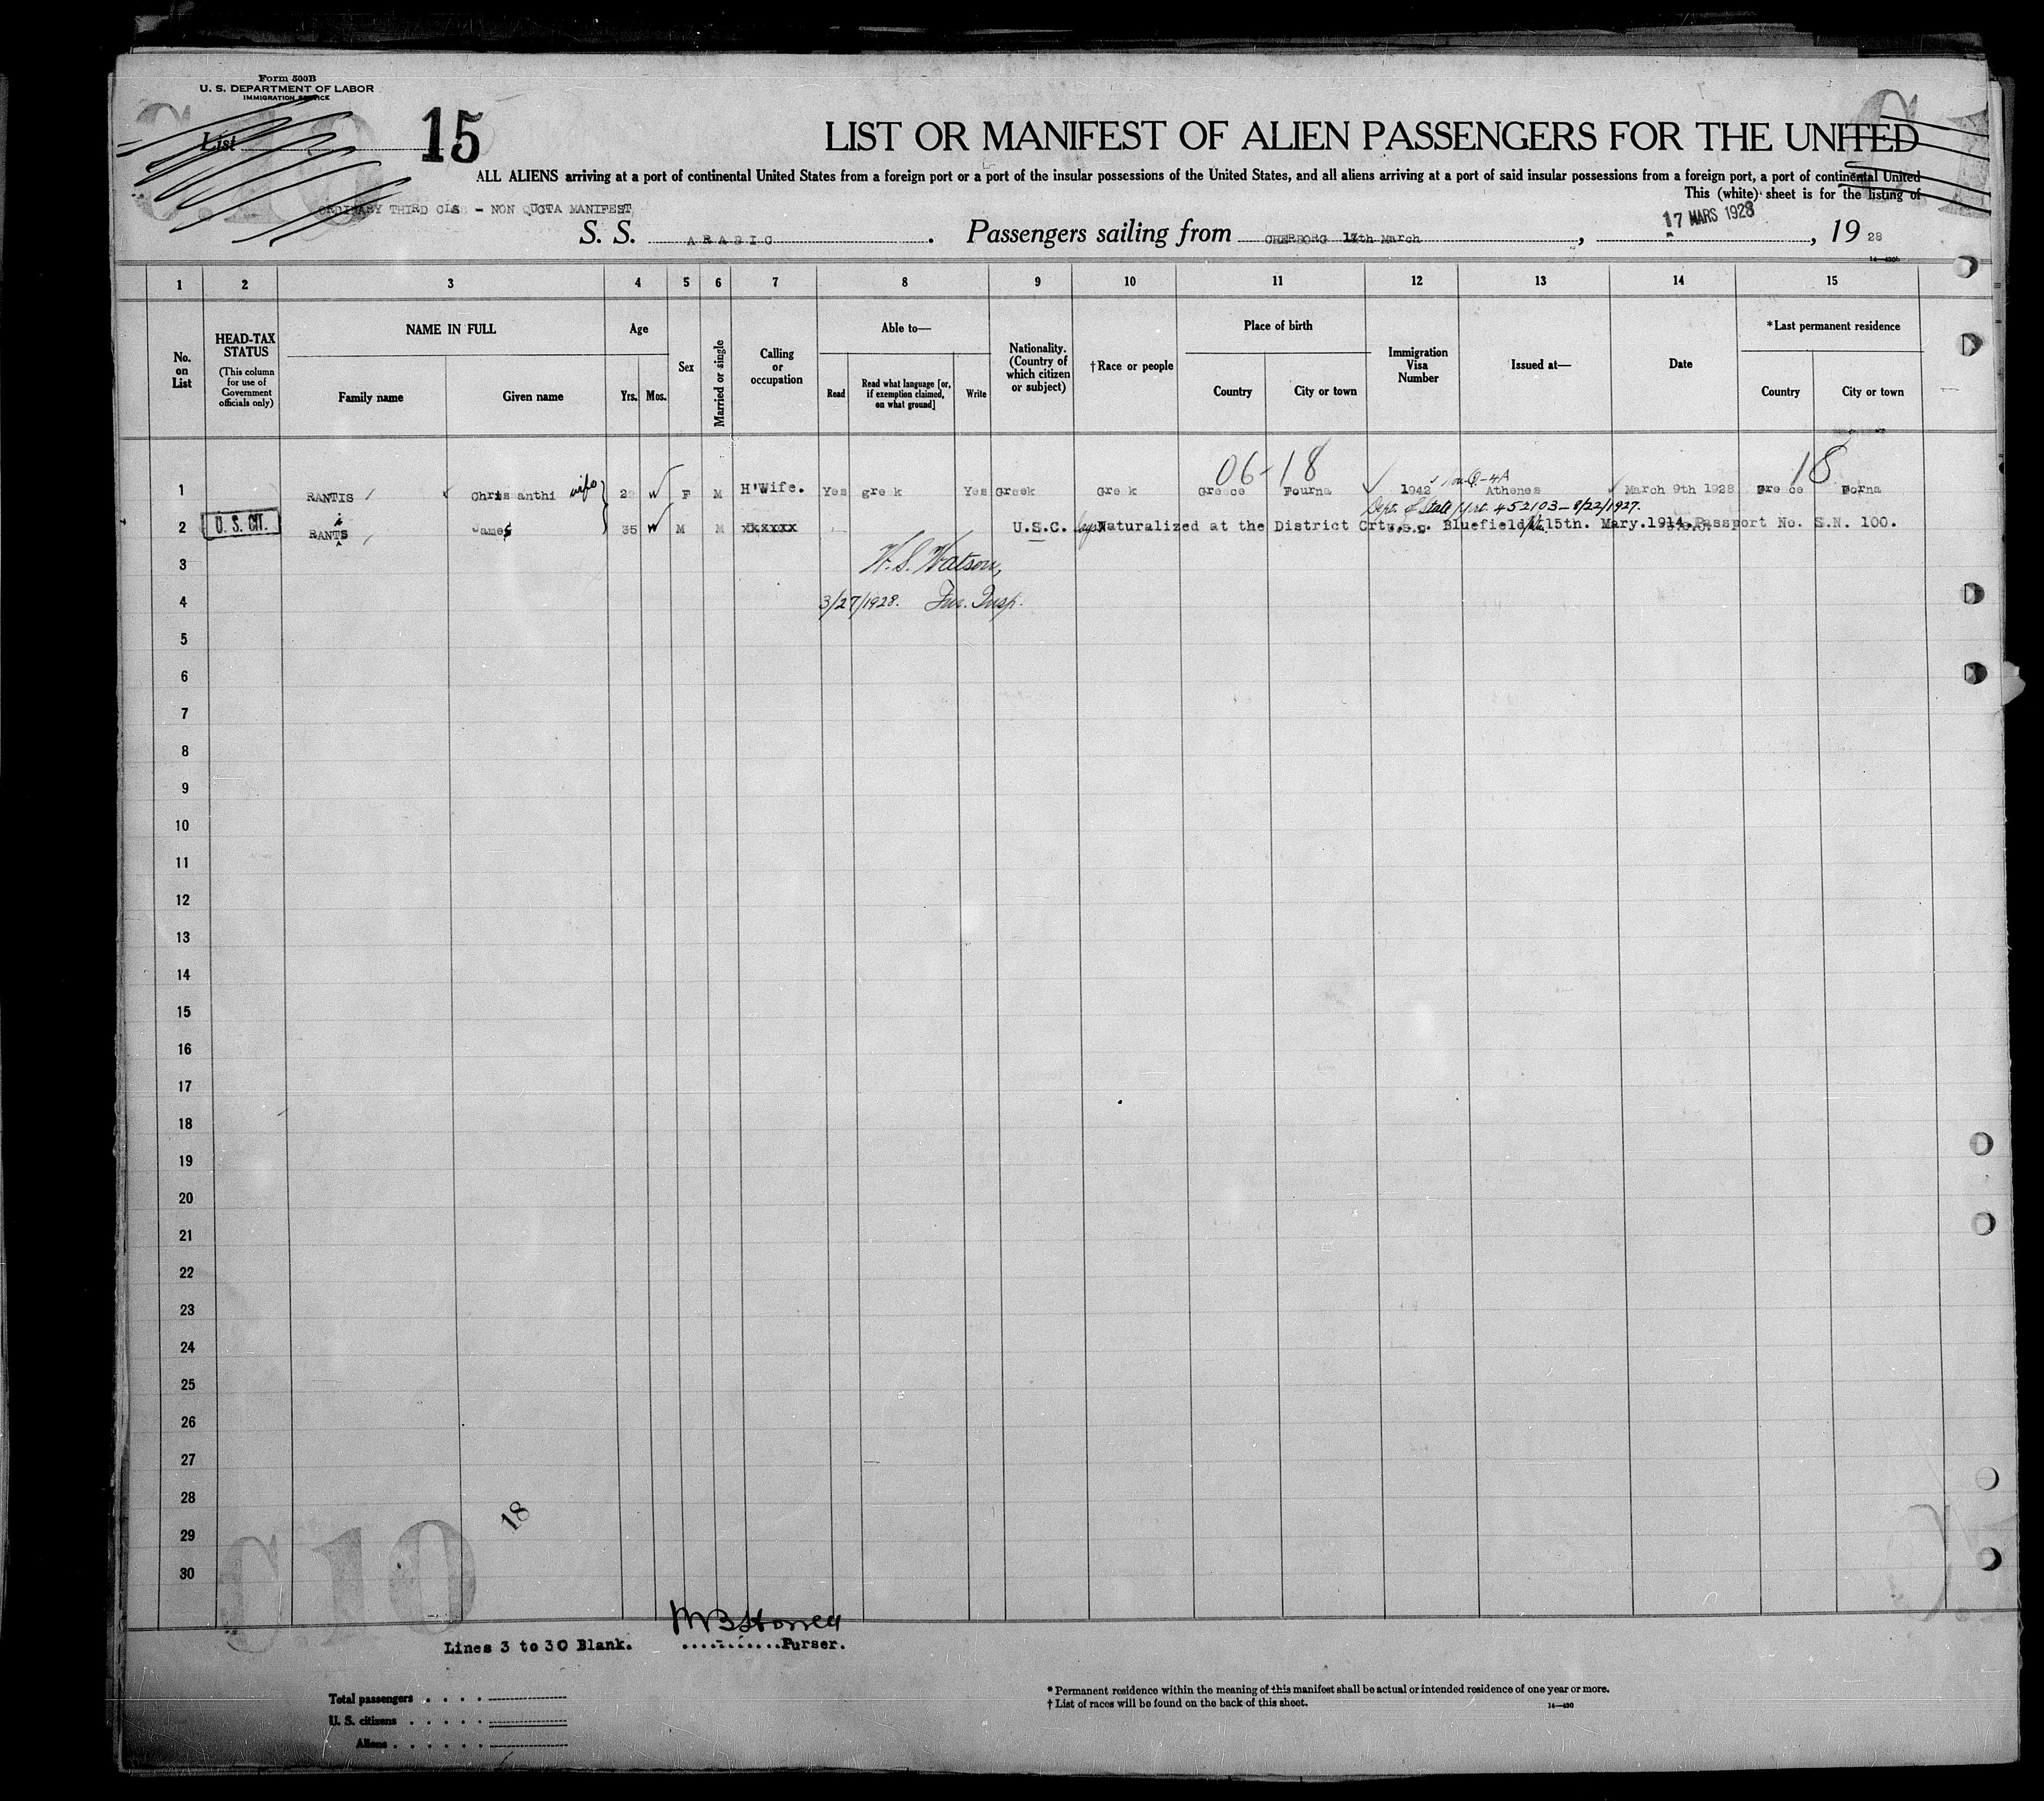 Form 500B
U. S. DEPARTMENT OF LABOR
IMMIGRATION SERVICE
List
15
LIST OR MANIFEST OF ALIEN PASSENGERS FOR THE UNITED
ALL ALIENS arriving at a port of continental United States from a foreign port or a port of the insular possessions of the United States, and all aliens arriving at a port of said insular possessions from a foreign port, a port of continental United
This (white) sheet is for the listing of
ORDINARY THIRD CLASS - NON QUOTA MANIFEST
S. S. ARABIC . Passengers sailing from CHERBORG 17th March , 17 MARS 1928 , 19 28
1 2 3 4 5 6 7 8 9 10 11 12 13 14 15
No. on List
HEAD-TAX STATUS
(This column for use of Government officials only)
NAME IN FULL
Family name Given name
Age
Yrs. Mos.
Sex
Married or single
Calling or occupation
Able to—
Read
Read what language [or, if exemption claimed, on what ground]
Write
Nationality. (Country of which citizen or subject)
†Race or people
Place of birth
Country City or town
Immigration Visa Number
Issued at—
Date
*Last permanent residence
Country City or town
06-18 18
1 RANTIS Chrisanthi wife 22 F M H'Wife. Yes greek Yes Greek Greek Greece Fourna 1942 Athenes March 9th 1928 Greece Forna
Dept. of State 452103-8/22/1927.
2 U. S. CIT. RANTIS James 35 M M xxxxxx U.S.C. Naturalized at the District Crt. Bluefield 15th. Mary.1914. Passport No. S.N. 100.
3 W. S. Watson,
4 3/27/1928. Imr. Insp.
5
6
7
8
9
10
11
12
13
14
15
16
17
18
19
20
21
22
23
24
25
26
27
28
29
30
18
C.10
Lines 3 to 30 Blank. Purser.
Total passengers
U. S. citizens
Aliens
* Permanent residence within the meaning of this manifest shall be actual or intended residence of one year or more.
† List of races will be found on the back of this sheet.
14—430